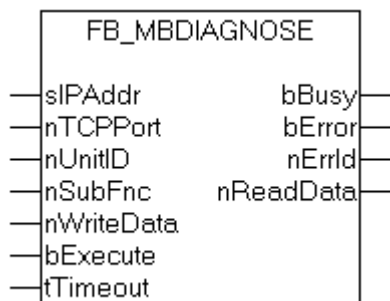 FB_MBDIAGNOSE
sIPAddr bBusy
nTCPPort bError
nUnitID nErrId
nSubFnc nReadData
nWriteData
bExecute
tTimeout